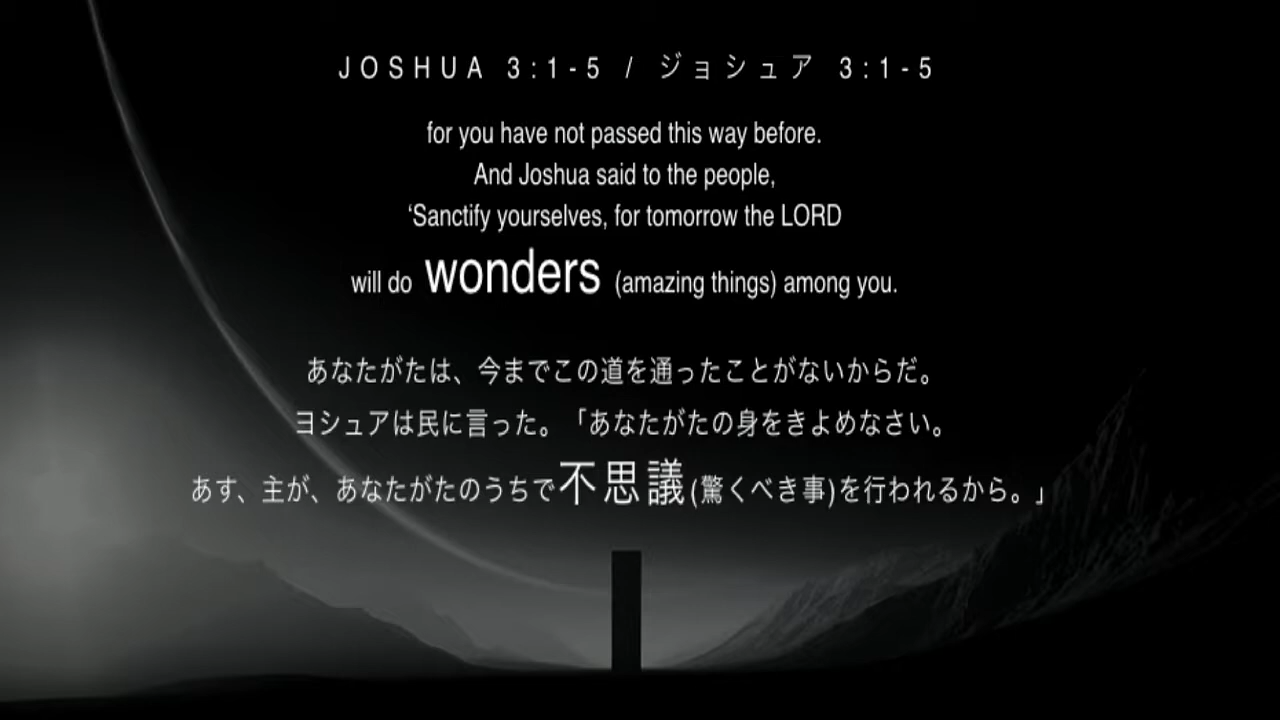 JOSHUA 3:1-5 / ジョシュア 3:1-5
for you have not passed this way before.
And Joshua said to the people,
‘Sanctify yourselves, for tomorrow the LORD
will do wonders (amazing things) among you.
あなたがたは、今までこの道を通ったことがないからだ。
ヨシュアは民に言った。「あなたがたの身をきよめなさい。
あす、主が、あなたがたのうちで不思議(驚くべき事)を行われるから。」